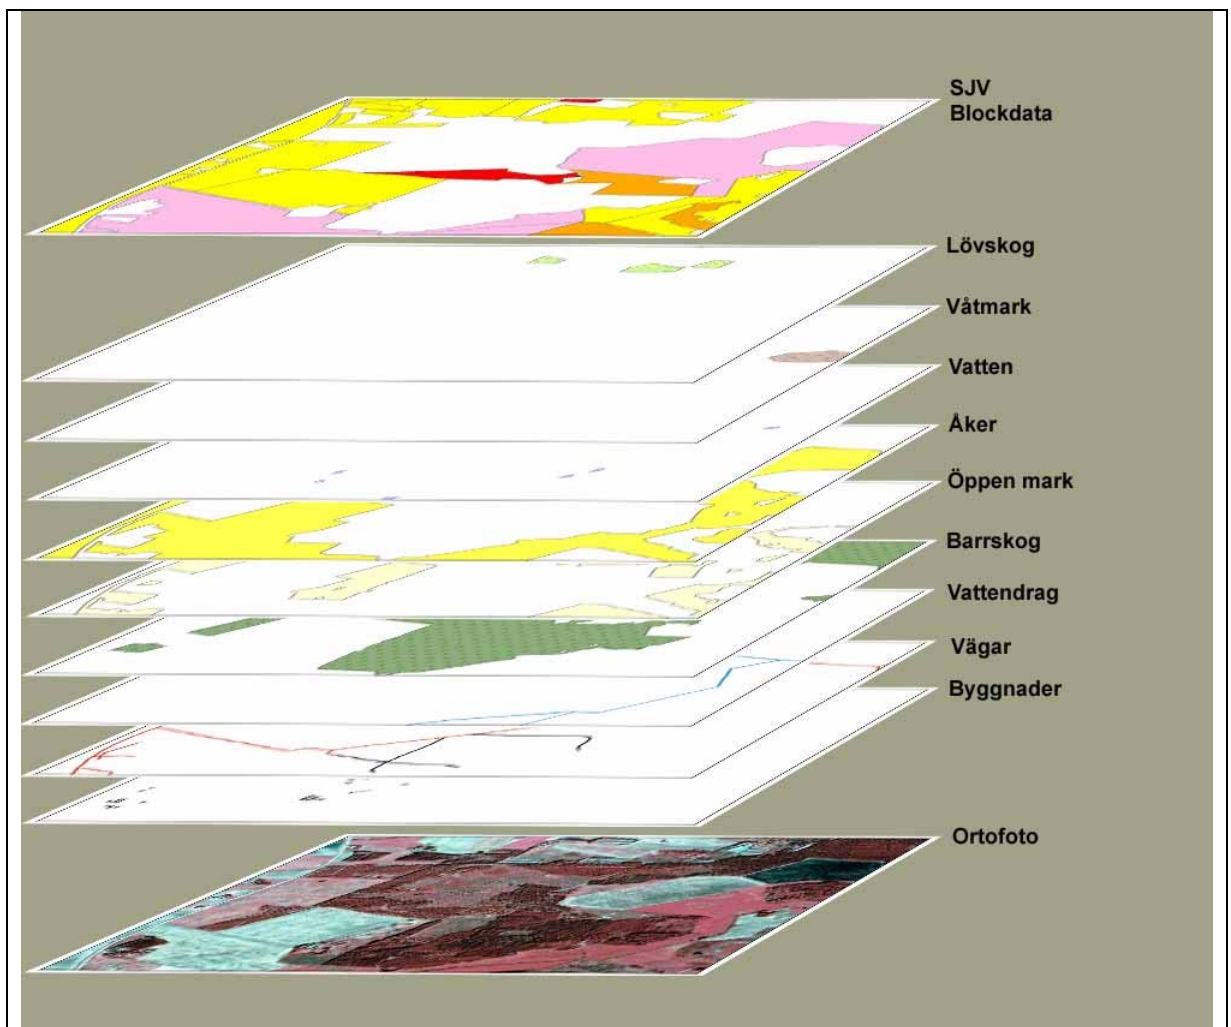 SJV
Blockdata
Lövskog
Våtmark
Vatten
Åker
Öppen mark
Barrskog
Vattendrag
Vägar
Byggnader
Ortofoto